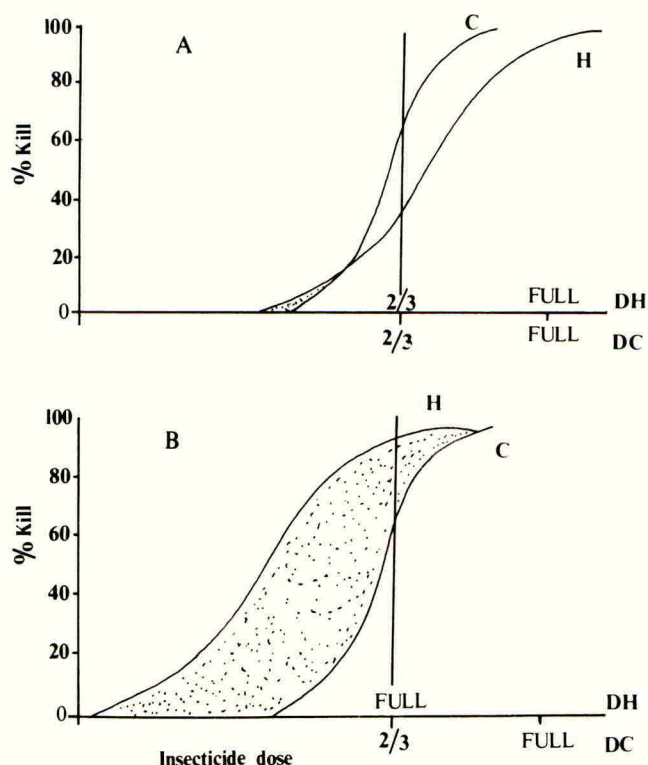 A
C
H
% Kill
100
80
60
40
20
0
2/3 FULL DH
2/3 FULL DC
B
H
C
% Kill
100
80
60
40
20
0
FULL DH
2/3 FULL DC
Insecticide dose